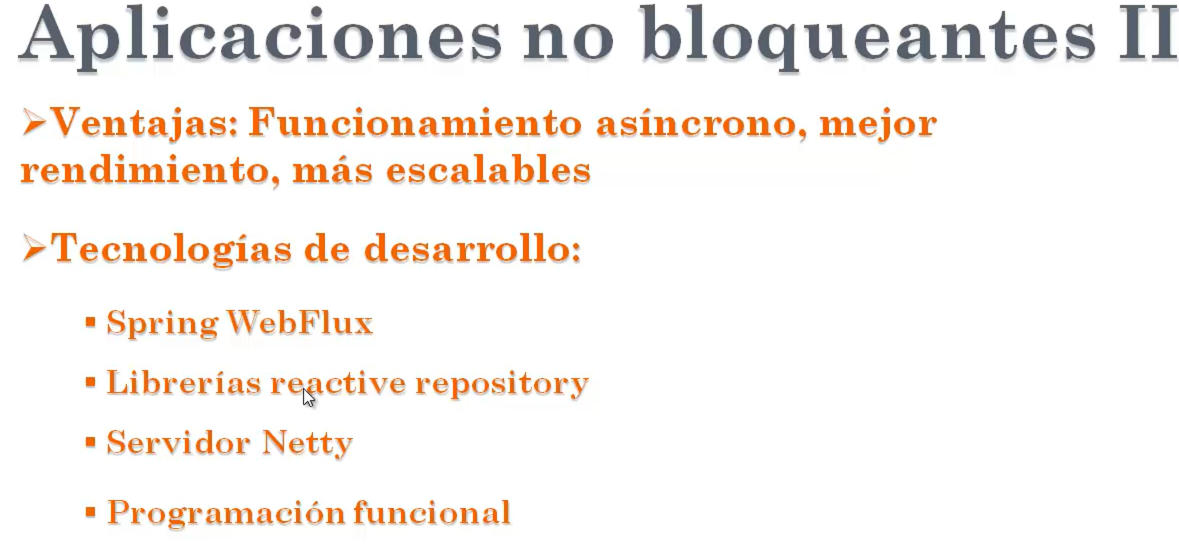 Aplicaciones no bloqueantes II
➢Ventajas: Funcionamiento asíncrono, mejor
rendimiento, más escalables
➢Tecnologías de desarrollo:
▪ Spring WebFlux
▪ Librerías reactive repository
▪ Servidor Netty
▪ Programación funcional